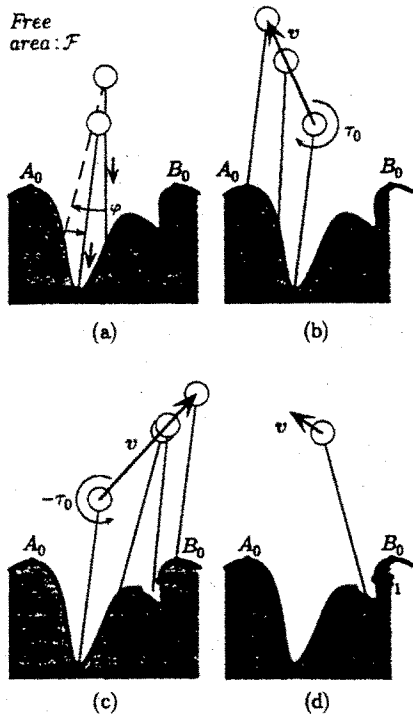 Free
area: F
A₀
B₀
φ
(a)
v
τ₀
A₀
B₀
(b)
v
-τ₀
A₀
B₀
(c)
v
A₀
B₀
1
(d)